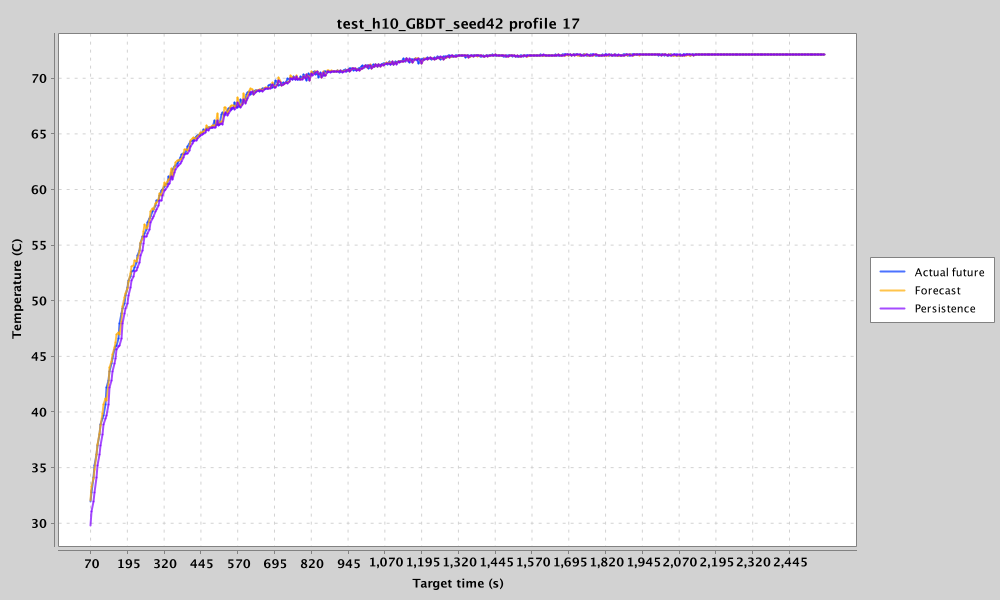 test_h10_GBDT_seed42 profile 17
Temperature (C)
70
65
60
55
50
45
40
35
30
70 195 320 445 570 695 820 945 1,070 1,195 1,320 1,445 1,570 1,695 1,820 1,945 2,070 2,195 2,320 2,445
Target time (s)
Actual future
Forecast
Persistence